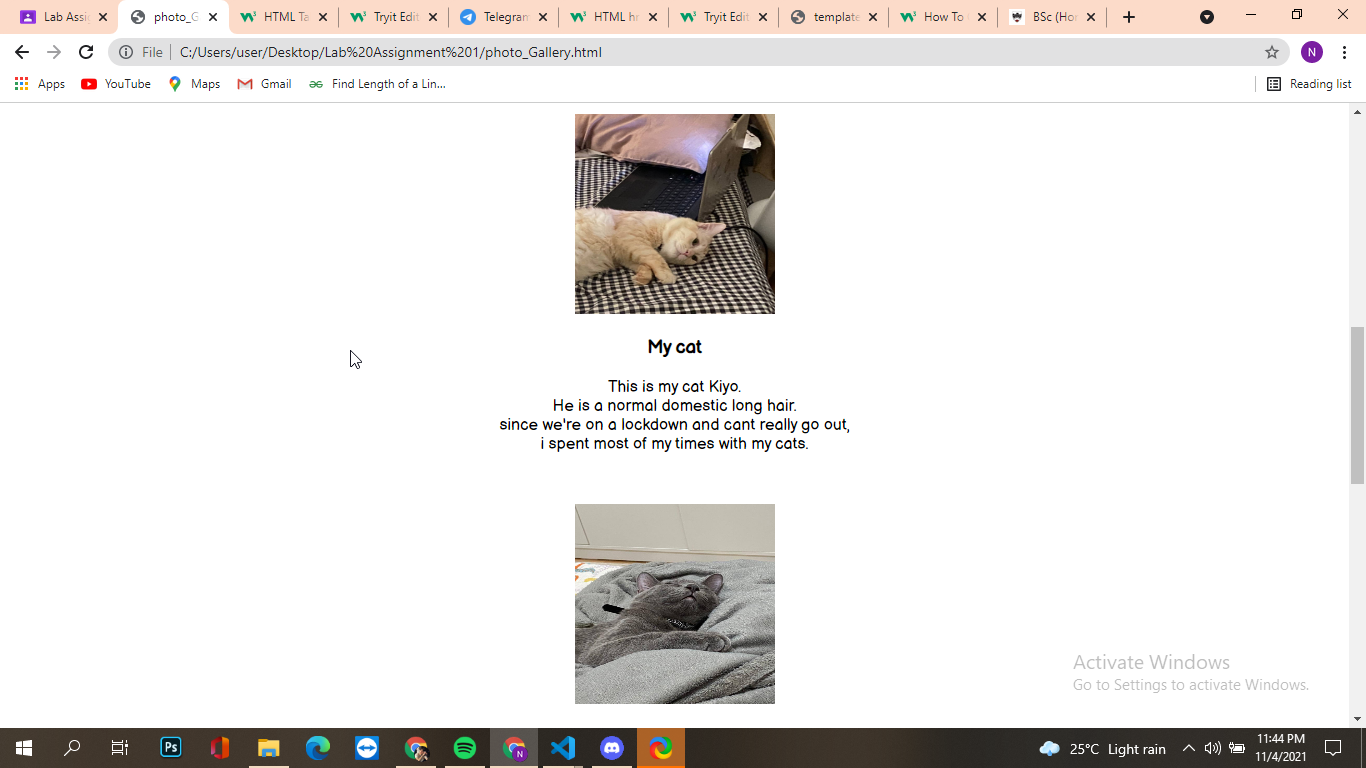 Lab Assig
photo_G
HTML Ta
Tryit Edit
Telegram
HTML hr
Tryit Edit
template
How To
BSc (Hor
N
File
C:/Users/user/Desktop/Lab%20Assignment%201/photo_Gallery.html
Apps
YouTube
Maps
Gmail
Find Length of a Lin...
Reading list
My cat
This is my cat Kiyo.
He is a normal domestic long hair.
since we're on a lockdown and cant really go out,
i spent most of my times with my cats.
Activate Windows
Go to Settings to activate Windows.
Ps
N
25°C Light rain
11:44 PM
11/4/2021